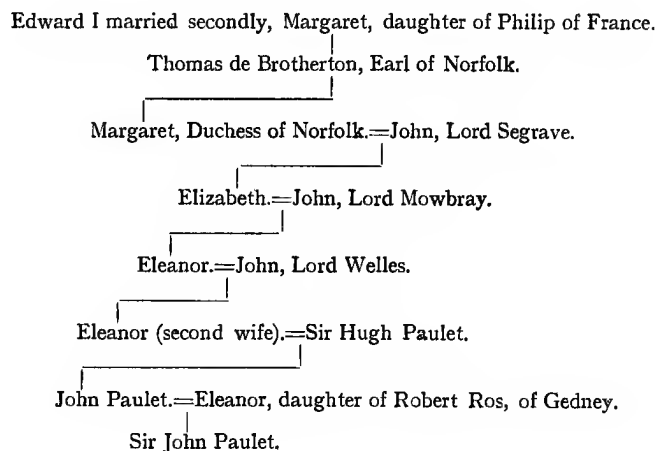 Edward I married secondly, Margaret, daughter of Philip of France.
Thomas de Brotherton, Earl of Norfolk.
Margaret, Duchess of Norfolk.=John, Lord Segrave.
Elizabeth.=John, Lord Mowbray.
Eleanor.=John, Lord Welles.
Eleanor (second wife).=Sir Hugh Paulet.
John Paulet.=Eleanor, daughter of Robert Ros, of Gedney.
Sir John Paulet.